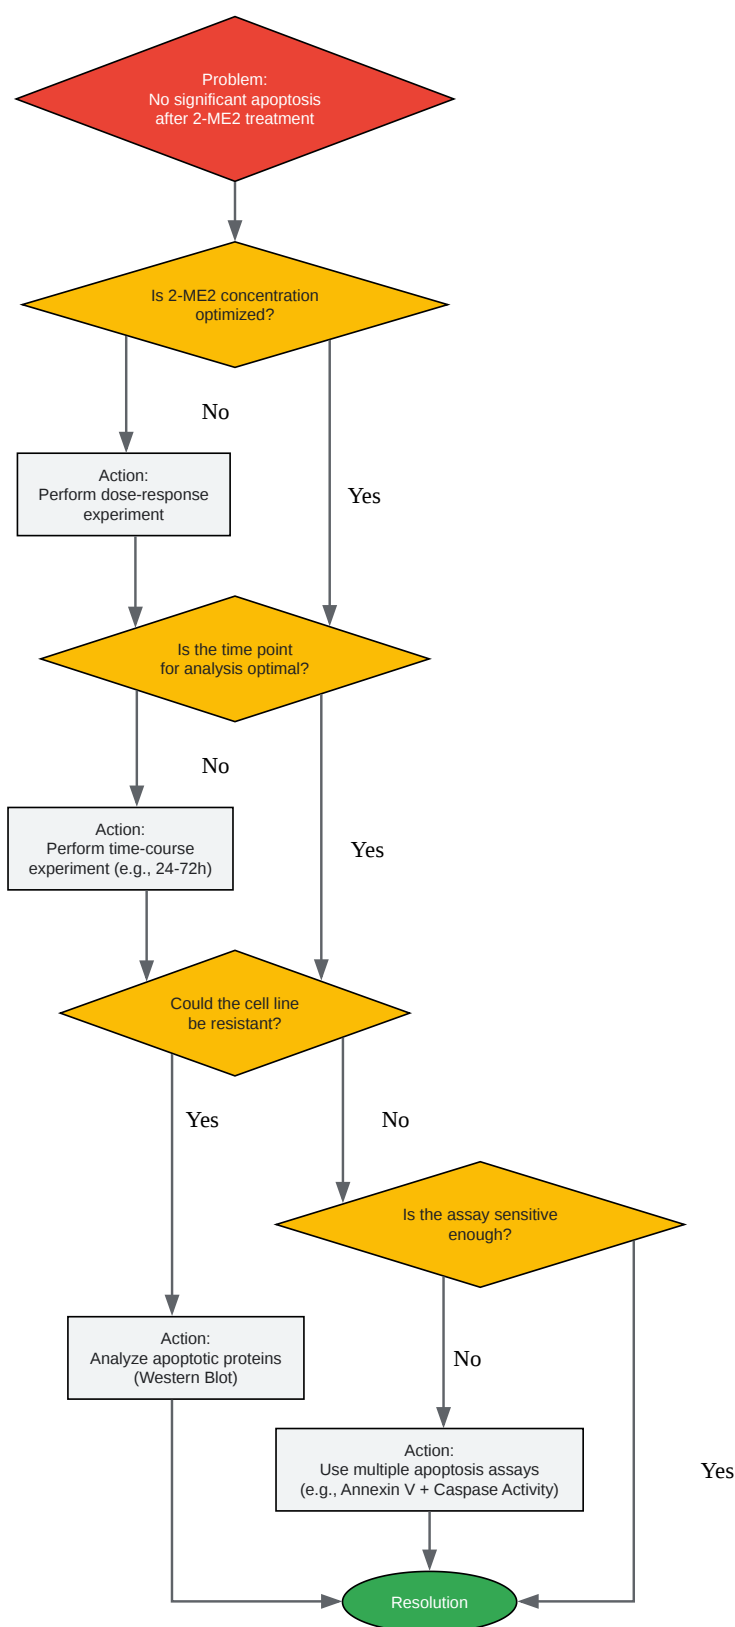 Problem:
No significant apoptosis
after 2-ME2 treatment
Is 2-ME2 concentration
optimized?
No
Yes
Action:
Perform dose-response
experiment
Is the time point
for analysis optimal?
No
Yes
Action:
Perform time-course
experiment (e.g., 24-72h)
Could the cell line
be resistant?
Yes
No
Is the assay sensitive
enough?
Action:
Analyze apoptotic proteins
(Western Blot)
No
Action:
Use multiple apoptosis assays
(e.g., Annexin V + Caspase Activity)
Yes
Resolution